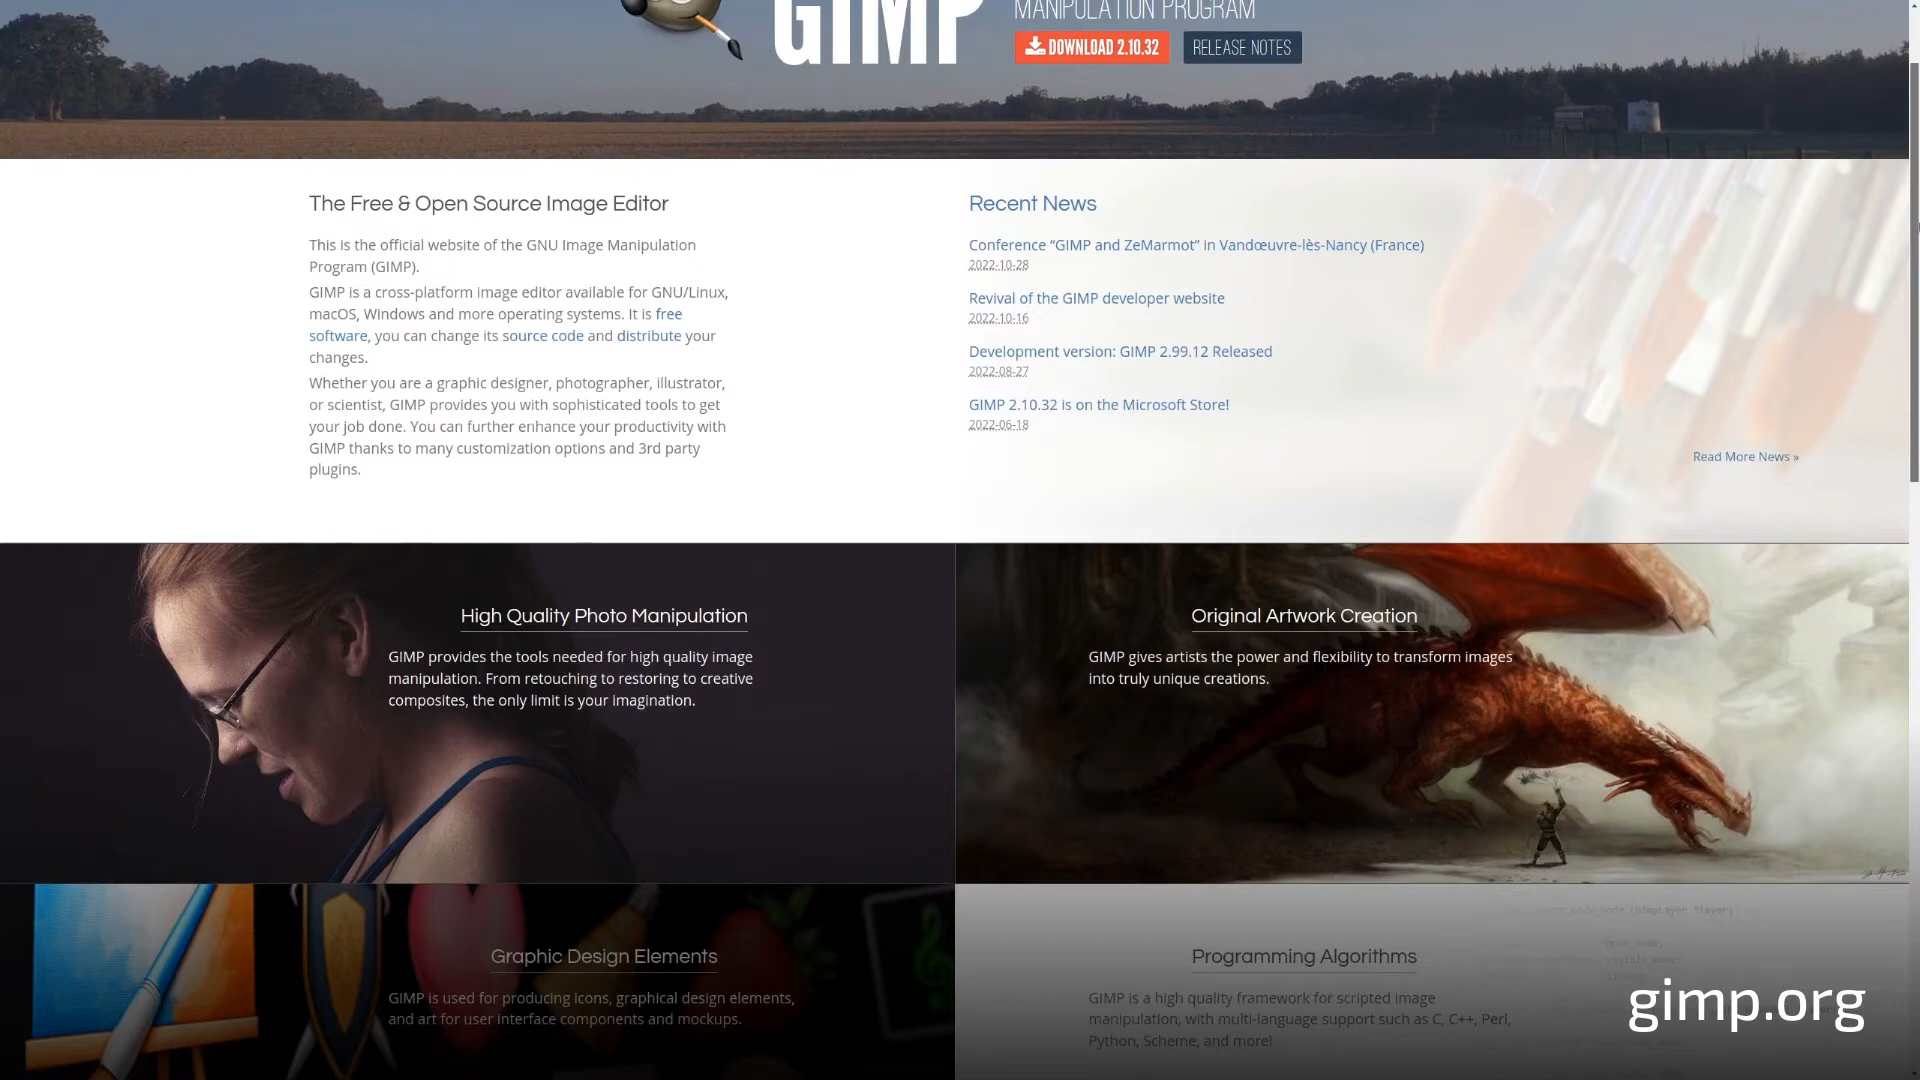 GIMP
MANIPULATION PROGRAM
DOWNLOAD 2.10.32
RELEASE NOTES
The Free & Open Source Image Editor
This is the official website of the GNU Image Manipulation
Program (GIMP).
GIMP is a cross-platform image editor available for GNU/Linux,
macOS, Windows and more operating systems. It is free
software, you can change its source code and distribute your
changes.
Whether you are a graphic designer, photographer, illustrator,
or scientist, GIMP provides you with sophisticated tools to get
your job done. You can further enhance your productivity with
GIMP thanks to many customization options and 3rd party
plugins.
Recent News
Conference “GIMP and ZeMarmot” in Vandœuvre-lès-Nancy (France)
2022-10-28
Revival of the GIMP developer website
2022-10-16
Development version: GIMP 2.99.12 Released
2022-08-27
GIMP 2.10.32 is on the Microsoft Store!
2022-06-18
Read More News »
High Quality Photo Manipulation
GIMP provides the tools needed for high quality image
manipulation. From retouching to restoring to creative
composites, the only limit is your imagination.
Original Artwork Creation
GIMP gives artists the power and flexibility to transform images
into truly unique creations.
Graphic Design Elements
GIMP is used for producing icons, graphical design elements,
and art for user interface components and mockups.
Programming Algorithms
GIMP is a high quality framework for scripted image
manipulation, with multi-language support such as C, C++, Perl,
Python, Scheme, and more!
gimp.org